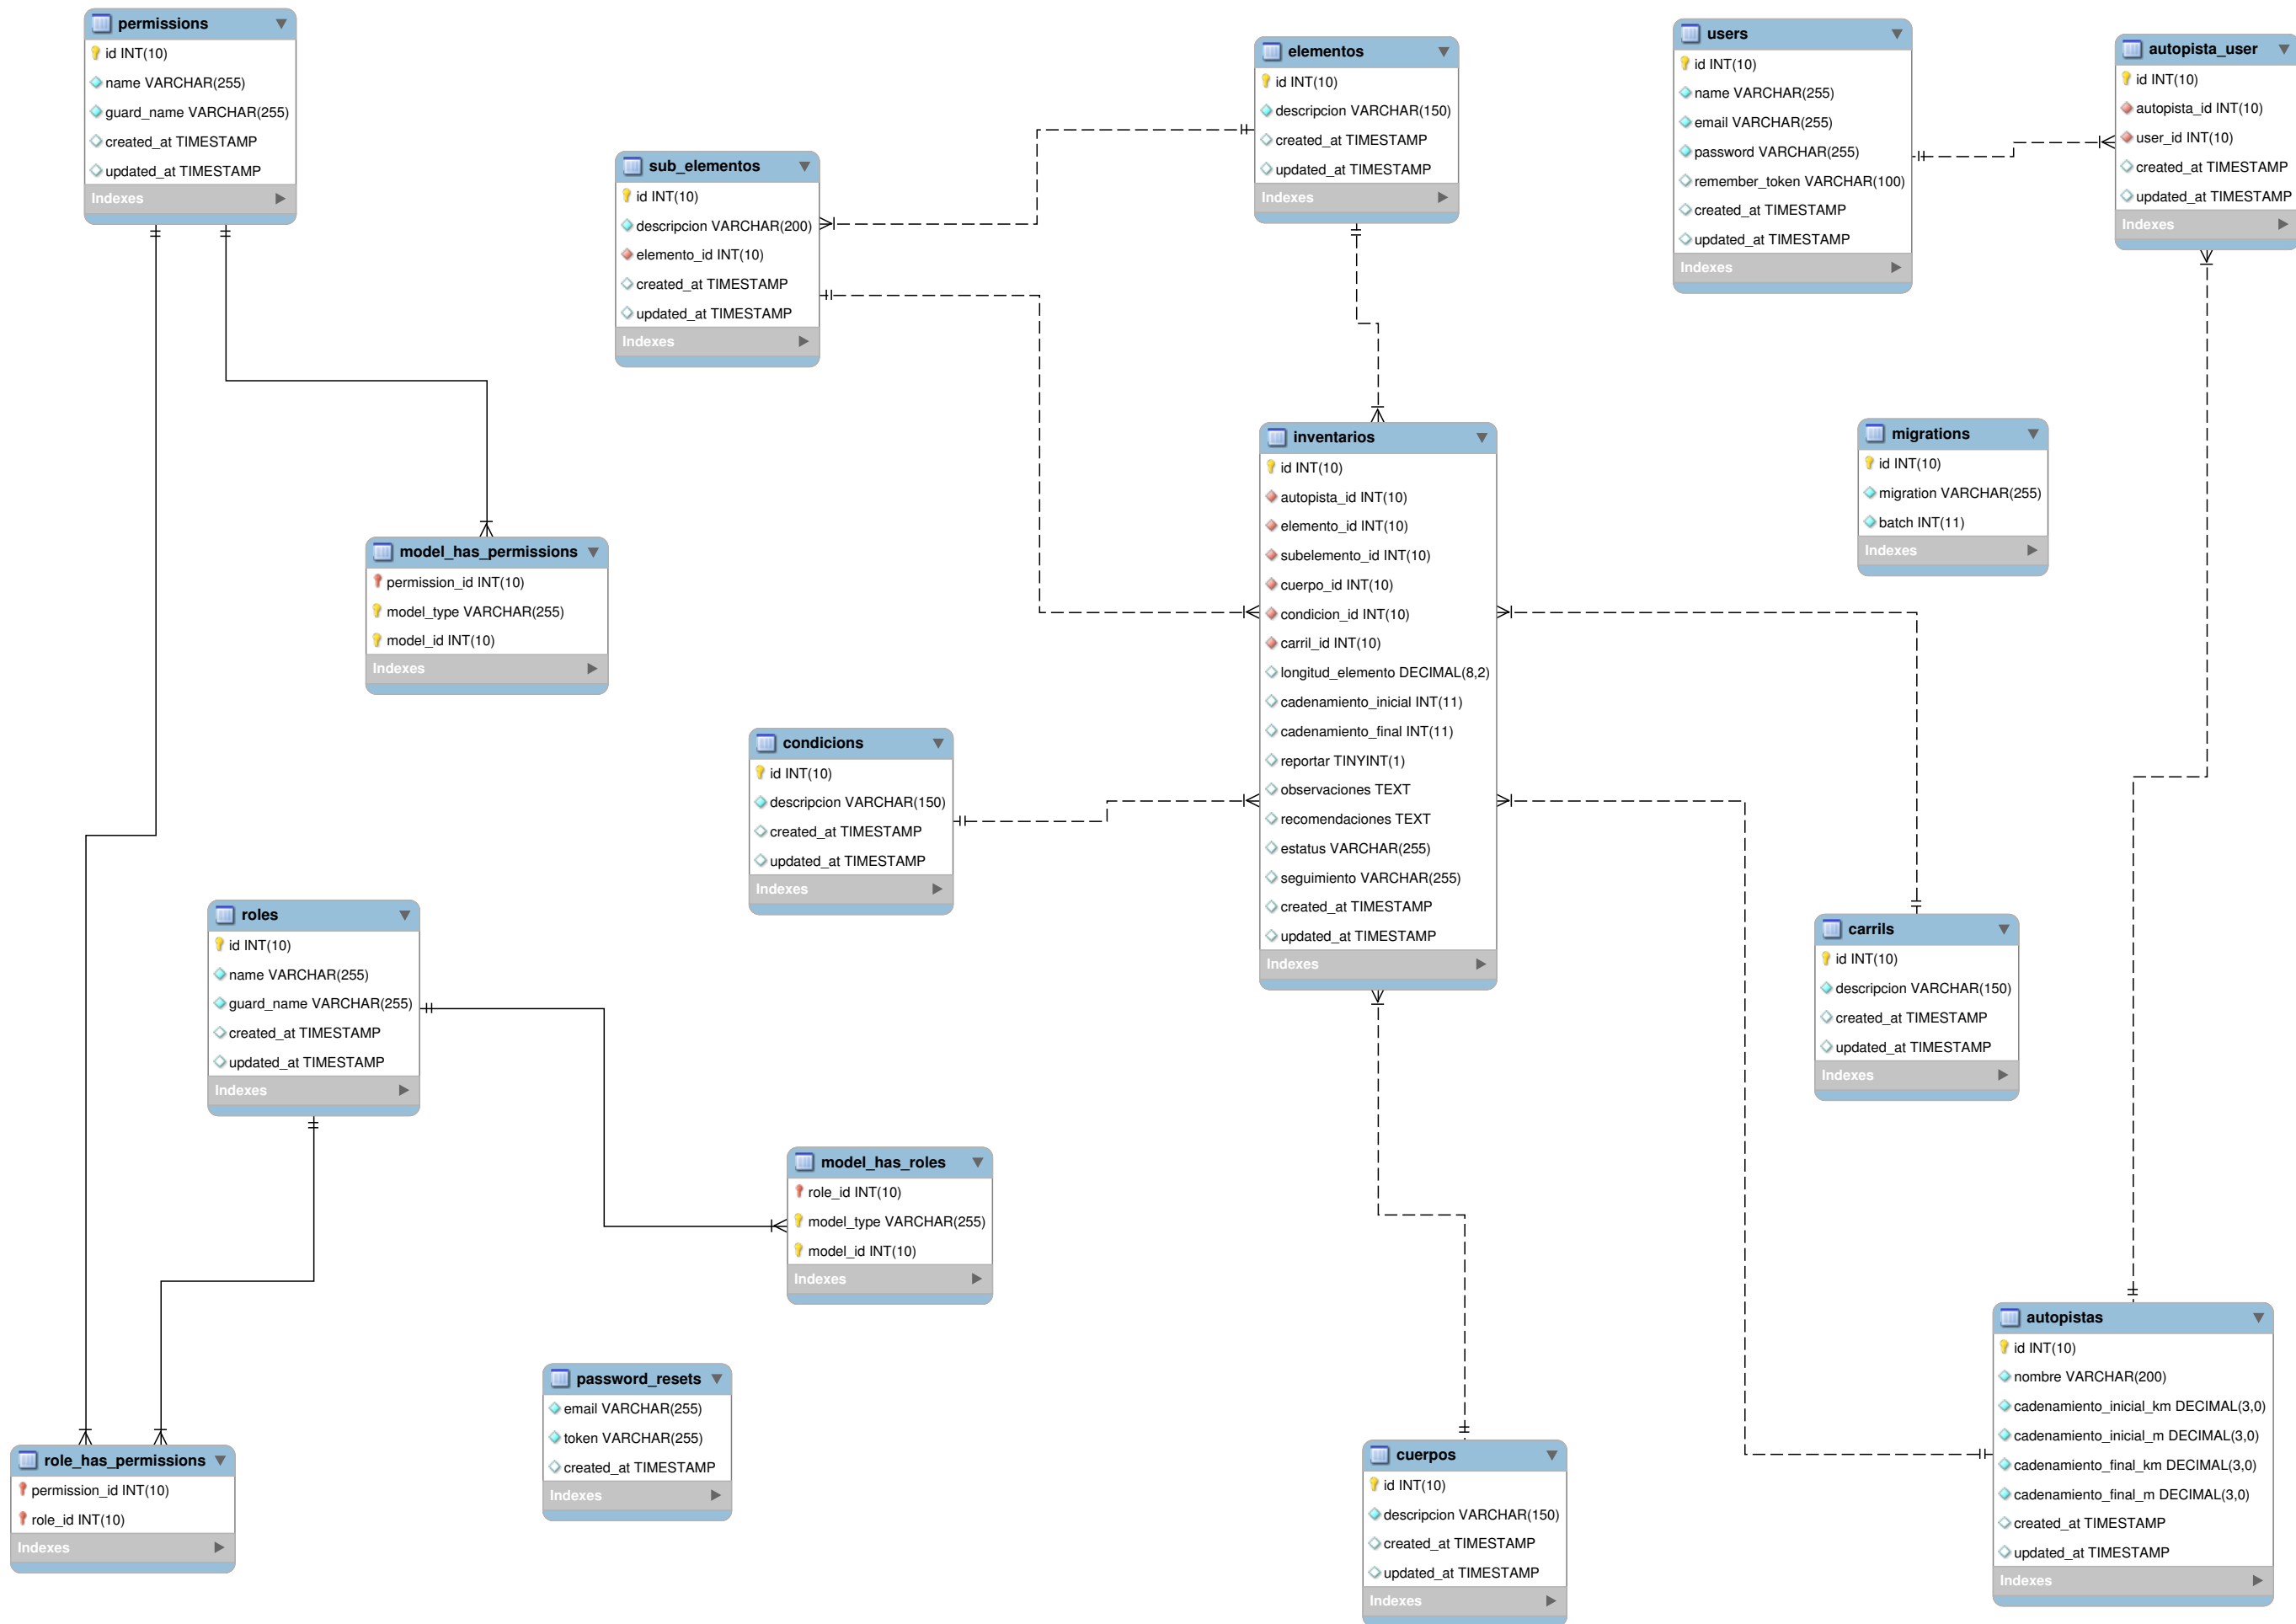 permissions
id INT(10)
name VARCHAR(255)
guard_name VARCHAR(255)
created_at TIMESTAMP
updated_at TIMESTAMP
Indexes
elementos
id INT(10)
descripcion VARCHAR(150)
created_at TIMESTAMP
updated_at TIMESTAMP
Indexes
users
id INT(10)
name VARCHAR(255)
email VARCHAR(255)
password VARCHAR(255)
remember_token VARCHAR(100)
created_at TIMESTAMP
updated_at TIMESTAMP
Indexes
autopista_user
id INT(10)
autopista_id INT(10)
user_id INT(10)
created_at TIMESTAMP
updated_at TIMESTAMP
Indexes
sub_elementos
id INT(10)
descripcion VARCHAR(200)
elemento_id INT(10)
created_at TIMESTAMP
updated_at TIMESTAMP
Indexes
inventarios
id INT(10)
autopista_id INT(10)
elemento_id INT(10)
subelemento_id INT(10)
cuerpo_id INT(10)
condicion_id INT(10)
carril_id INT(10)
longitud_elemento DECIMAL(8,2)
cadenamiento_inicial INT(11)
cadenamiento_final INT(11)
reportar TINYINT(1)
observaciones TEXT
recomendaciones TEXT
estatus VARCHAR(255)
seguimiento VARCHAR(255)
created_at TIMESTAMP
updated_at TIMESTAMP
Indexes
migrations
id INT(10)
migration VARCHAR(255)
batch INT(11)
Indexes
model_has_permissions
permission_id INT(10)
model_type VARCHAR(255)
model_id INT(10)
Indexes
condicions
id INT(10)
descripcion VARCHAR(150)
created_at TIMESTAMP
updated_at TIMESTAMP
Indexes
roles
id INT(10)
name VARCHAR(255)
guard_name VARCHAR(255)
created_at TIMESTAMP
updated_at TIMESTAMP
Indexes
carrils
id INT(10)
descripcion VARCHAR(150)
created_at TIMESTAMP
updated_at TIMESTAMP
Indexes
model_has_roles
role_id INT(10)
model_type VARCHAR(255)
model_id INT(10)
Indexes
autopistas
id INT(10)
nombre VARCHAR(200)
cadenamiento_inicial_km DECIMAL(3,0)
cadenamiento_inicial_m DECIMAL(3,0)
cadenamiento_final_km DECIMAL(3,0)
cadenamiento_final_m DECIMAL(3,0)
created_at TIMESTAMP
updated_at TIMESTAMP
Indexes
password_resets
email VARCHAR(255)
token VARCHAR(255)
created_at TIMESTAMP
Indexes
role_has_permissions
permission_id INT(10)
role_id INT(10)
Indexes
cuerpos
id INT(10)
descripcion VARCHAR(150)
created_at TIMESTAMP
updated_at TIMESTAMP
Indexes